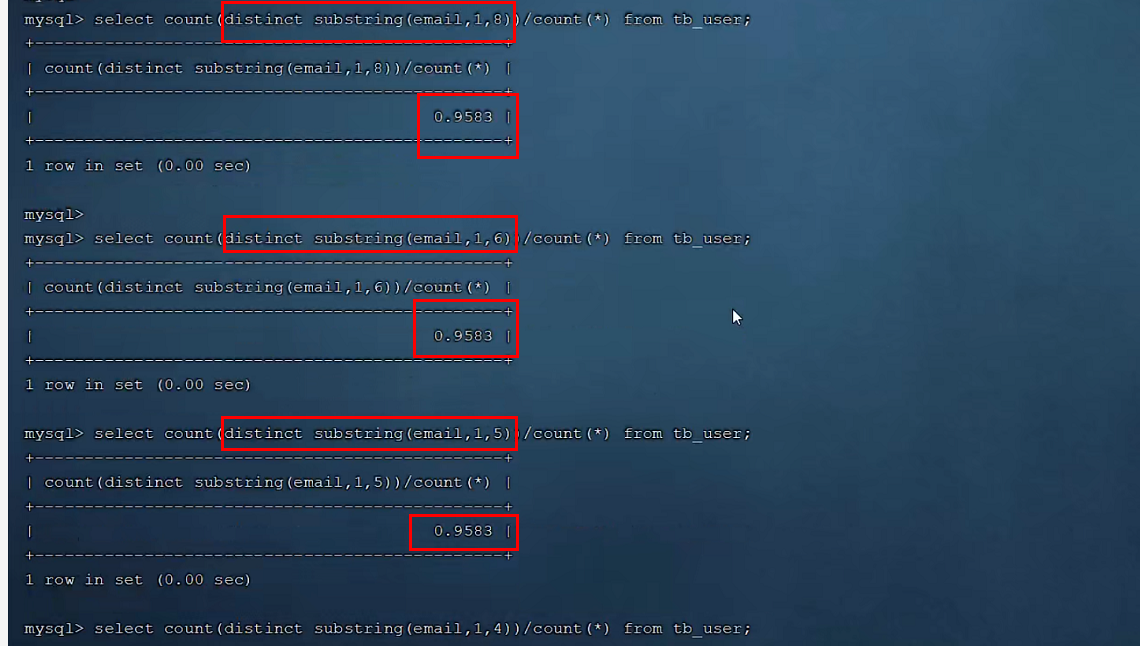 mysql> select count(distinct substring(email,1,8))/count(*) from tb_user;
+-----------------------------------------------+
| count(distinct substring(email,1,8))/count(*) |
+-----------------------------------------------+
|                                        0.9583 |
+-----------------------------------------------+
1 row in set (0.00 sec)
mysql>
mysql> select count(distinct substring(email,1,6))/count(*) from tb_user;
+-----------------------------------------------+
| count(distinct substring(email,1,6))/count(*) |
+-----------------------------------------------+
|                                        0.9583 |
+-----------------------------------------------+
1 row in set (0.00 sec)
mysql> select count(distinct substring(email,1,5))/count(*) from tb_user;
+-----------------------------------------------+
| count(distinct substring(email,1,5))/count(*) |
+-----------------------------------------------+
|                                        0.9583 |
+-----------------------------------------------+
1 row in set (0.00 sec)
mysql> select count(distinct substring(email,1,4))/count(*) from tb_user;